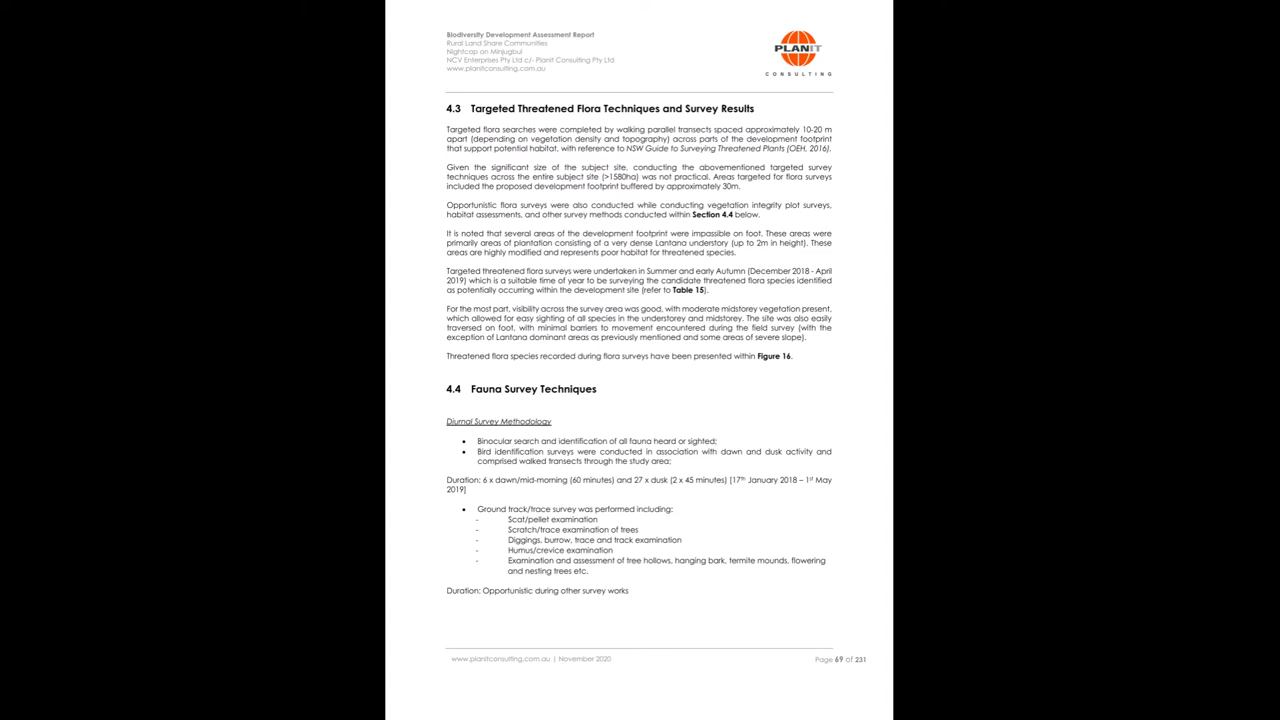 Biodiversity Development Assessment Report
Rural Land Share Communities
Nightcap on Minjugbul
NCV Enterprises Pty Ltd c/- Planit Consulting Pty Ltd
www.planitconsulting.com.au
PLANIT
CONSULTING
4.3 Targeted Threatened Flora Techniques and Survey Results
Targeted flora searches were completed by walking parallel transects spaced approximately 10-20 m
apart (depending on vegetation density and topography) across parts of the development footprint
that support potential habitat, with reference to NSW Guide to Surveying Threatened Plants (OEH, 2016).
Given the significant size of the subject site, conducting the abovementioned targeted survey
techniques across the entire subject site (>1580ha) was not practical. Areas targeted for flora surveys
included the proposed development footprint buffered by approximately 30m.
Opportunistic flora surveys were also conducted while conducting vegetation integrity plot surveys,
habitat assessments, and other survey methods conducted within Section 4.4 below.
It is noted that several areas of the development footprint were impassible on foot. These areas were
primarily areas of plantation consisting of a very dense Lantana understory (up to 2m in height). These
areas are highly modified and represents poor habitat for threatened species.
Targeted threatened flora surveys were undertaken in Summer and early Autumn [December 2018 - April
2019) which is a suitable time of year to be surveying the candidate threatened flora species identified
as potentially occurring within the development site (refer to Table 15).
For the most part, visibility across the survey area was good, with moderate midstorey vegetation present,
which allowed for easy sighting of all species in the understorey and midstorey. The site was also easily
traversed on foot, with minimal barriers to movement encountered during the field survey (with the
exception of Lantana dominant areas as previously mentioned and some areas of severe slope).
Threatened flora species recorded during flora surveys have been presented within Figure 16.
4.4 Fauna Survey Techniques
Diurnal Survey Methodology
• Binocular search and identification of all fauna heard or sighted;
• Bird identification surveys were conducted in association with dawn and dusk activity and
comprised walked transects through the study area;
Duration: 6 x dawn/mid-morning (60 minutes) and 27 x dusk (2 x 45 minutes) [17th January 2018 – 1st May
2019]
• Ground track/trace survey was performed including:
- Scat/pellet examination
- Scratch/trace examination of trees
- Diggings, burrow, trace and track examination
- Humus/crevice examination
- Examination and assessment of tree hollows, hanging bark, termite mounds, flowering
and nesting trees etc.
Duration: Opportunistic during other survey works
www.planitconsulting.com.au | November 2020
Page 69 of 231